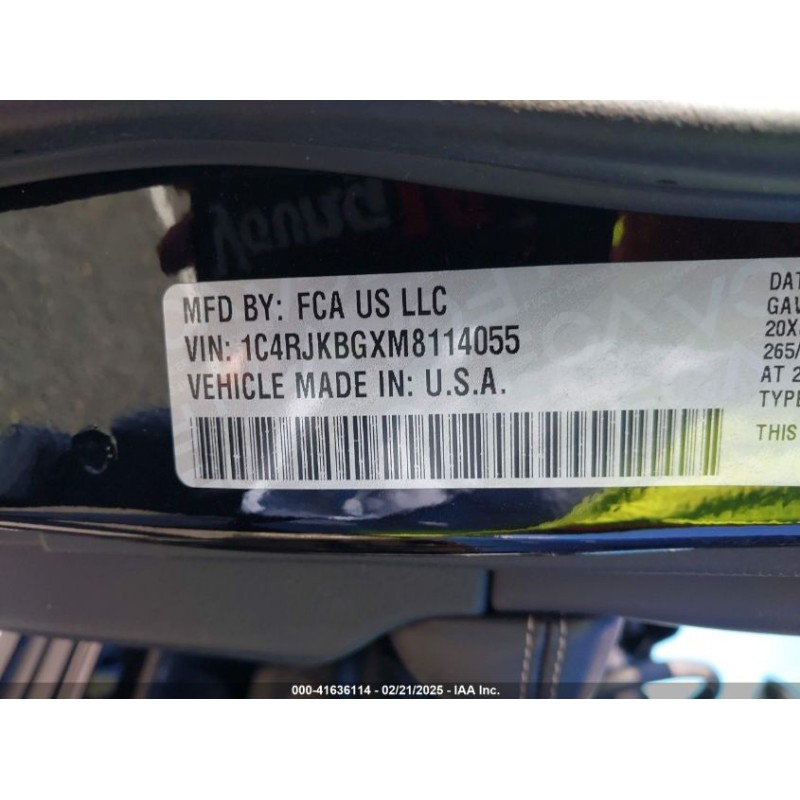 MFD BY: FCA US LLC
VIN: 1C4RJKBGXM8114055
VEHICLE MADE IN: U.S.A.
DAT
GAV
20X
265/
AT 2
TYPE
THIS
000-41636114 - 02/21/2025 - IAA Inc.